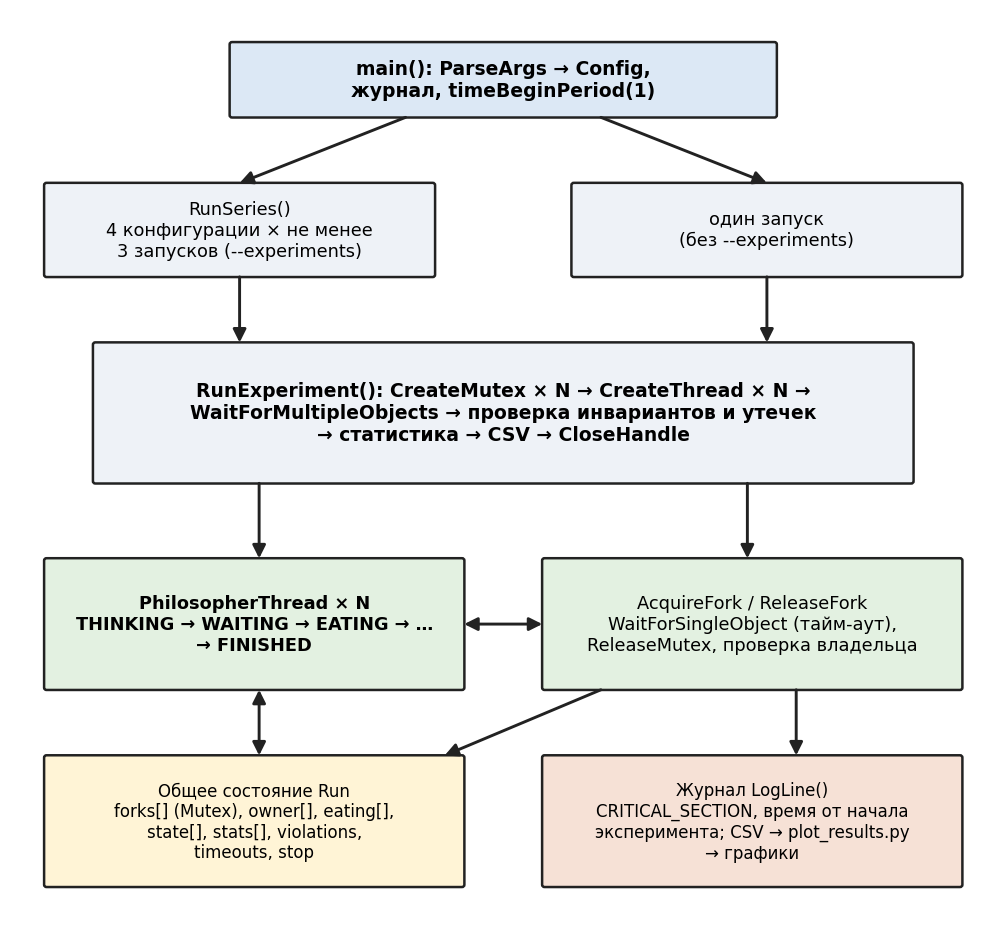 main(): ParseArgs → Config,
журнал, timeBeginPeriod(1)
RunSeries()
4 конфигурации × не менее
3 запусков (--experiments)
один запуск
(без --experiments)
RunExperiment(): CreateMutex × N → CreateThread × N →
WaitForMultipleObjects → проверка инвариантов и утечек
→ статистика → CSV → CloseHandle
PhilosopherThread × N
THINKING → WAITING → EATING → …
→ FINISHED
AcquireFork / ReleaseFork
WaitForSingleObject (тайм-аут),
ReleaseMutex, проверка владельца
Общее состояние Run
forks[] (Mutex), owner[], eating[],
state[], stats[], violations,
timeouts, stop
Журнал LogLine()
CRITICAL_SECTION, время от начала
эксперимента; CSV → plot_results.py
→ графики